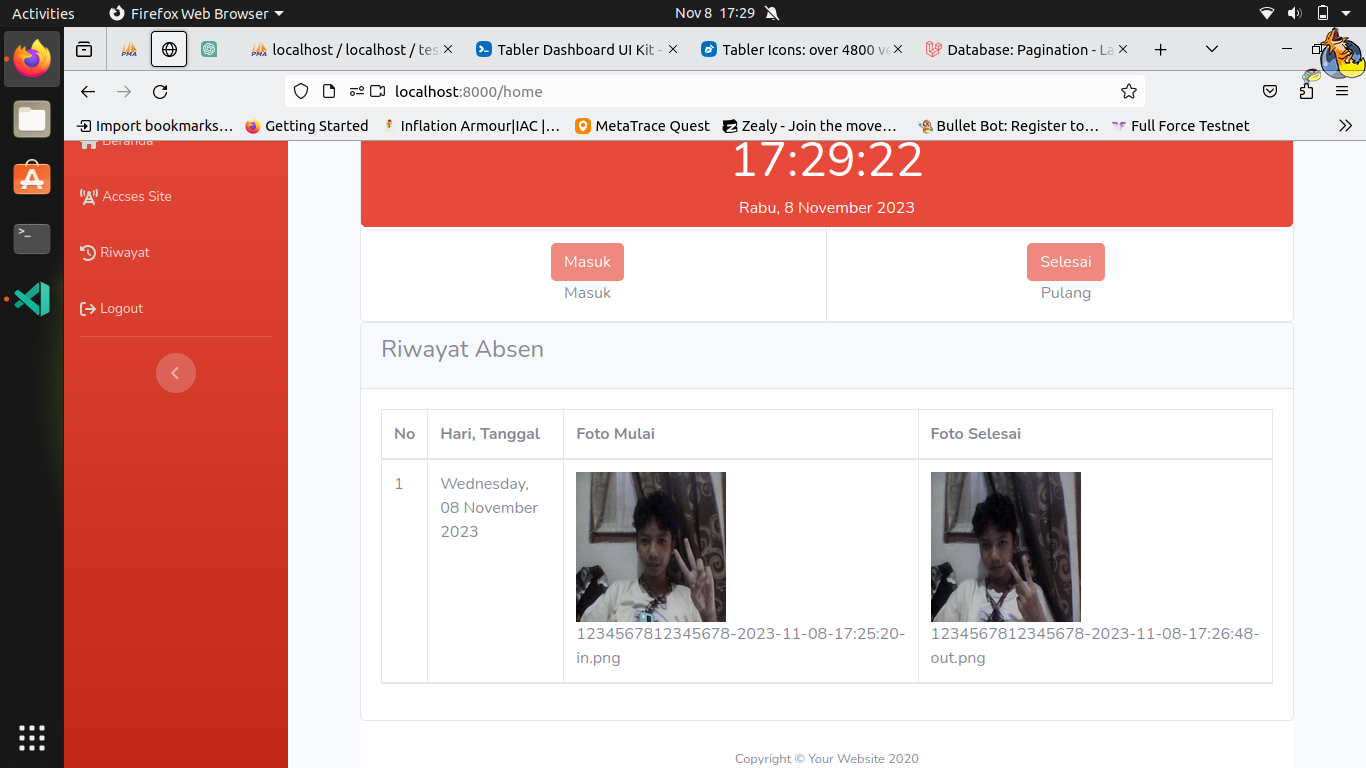 Activities
Firefox Web Browser
Nov 8 17:29
PMA
PMA localhost / localhost / tes
Tabler Dashboard UI Kit -
Tabler Icons: over 4800 ve
Database: Pagination - La
localhost:8000/home
Import bookmarks…
Getting Started
Inflation Armour|IAC |…
MetaTrace Quest
Zealy - Join the move…
Bullet Bot: Register to…
Full Force Testnet
Beranda
17:29:22
Accses Site
Rabu, 8 November 2023
Riwayat
Masuk
Selesai
Masuk
Pulang
Logout
Riwayat Absen
No
Hari, Tanggal
Foto Mulai
Foto Selesai
1
Wednesday,
08 November
2023
1234567812345678-2023-11-08-17:25:20-
in.png
1234567812345678-2023-11-08-17:26:48-
out.png
Copyright © Your Website 2020